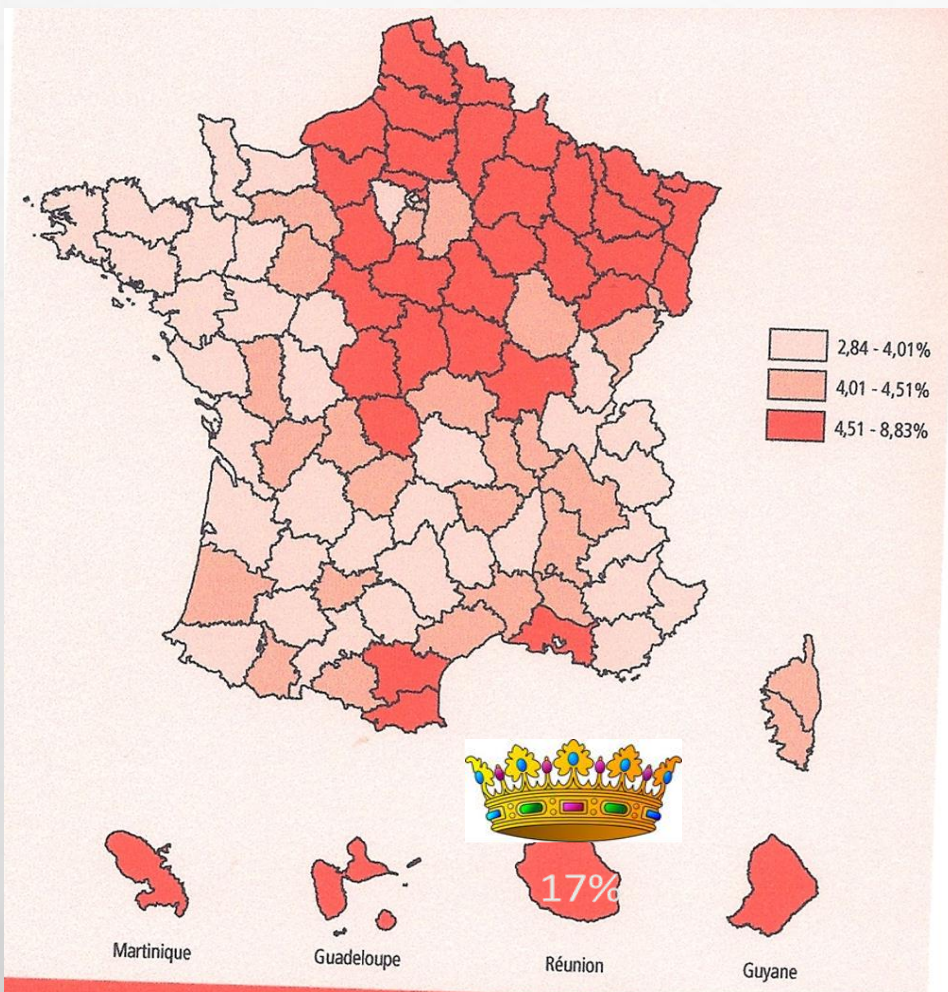 2,84 - 4,01%
4,01 - 4,51%
4,51 - 8,83%
17%
Martinique
Guadeloupe
Réunion
Guyane